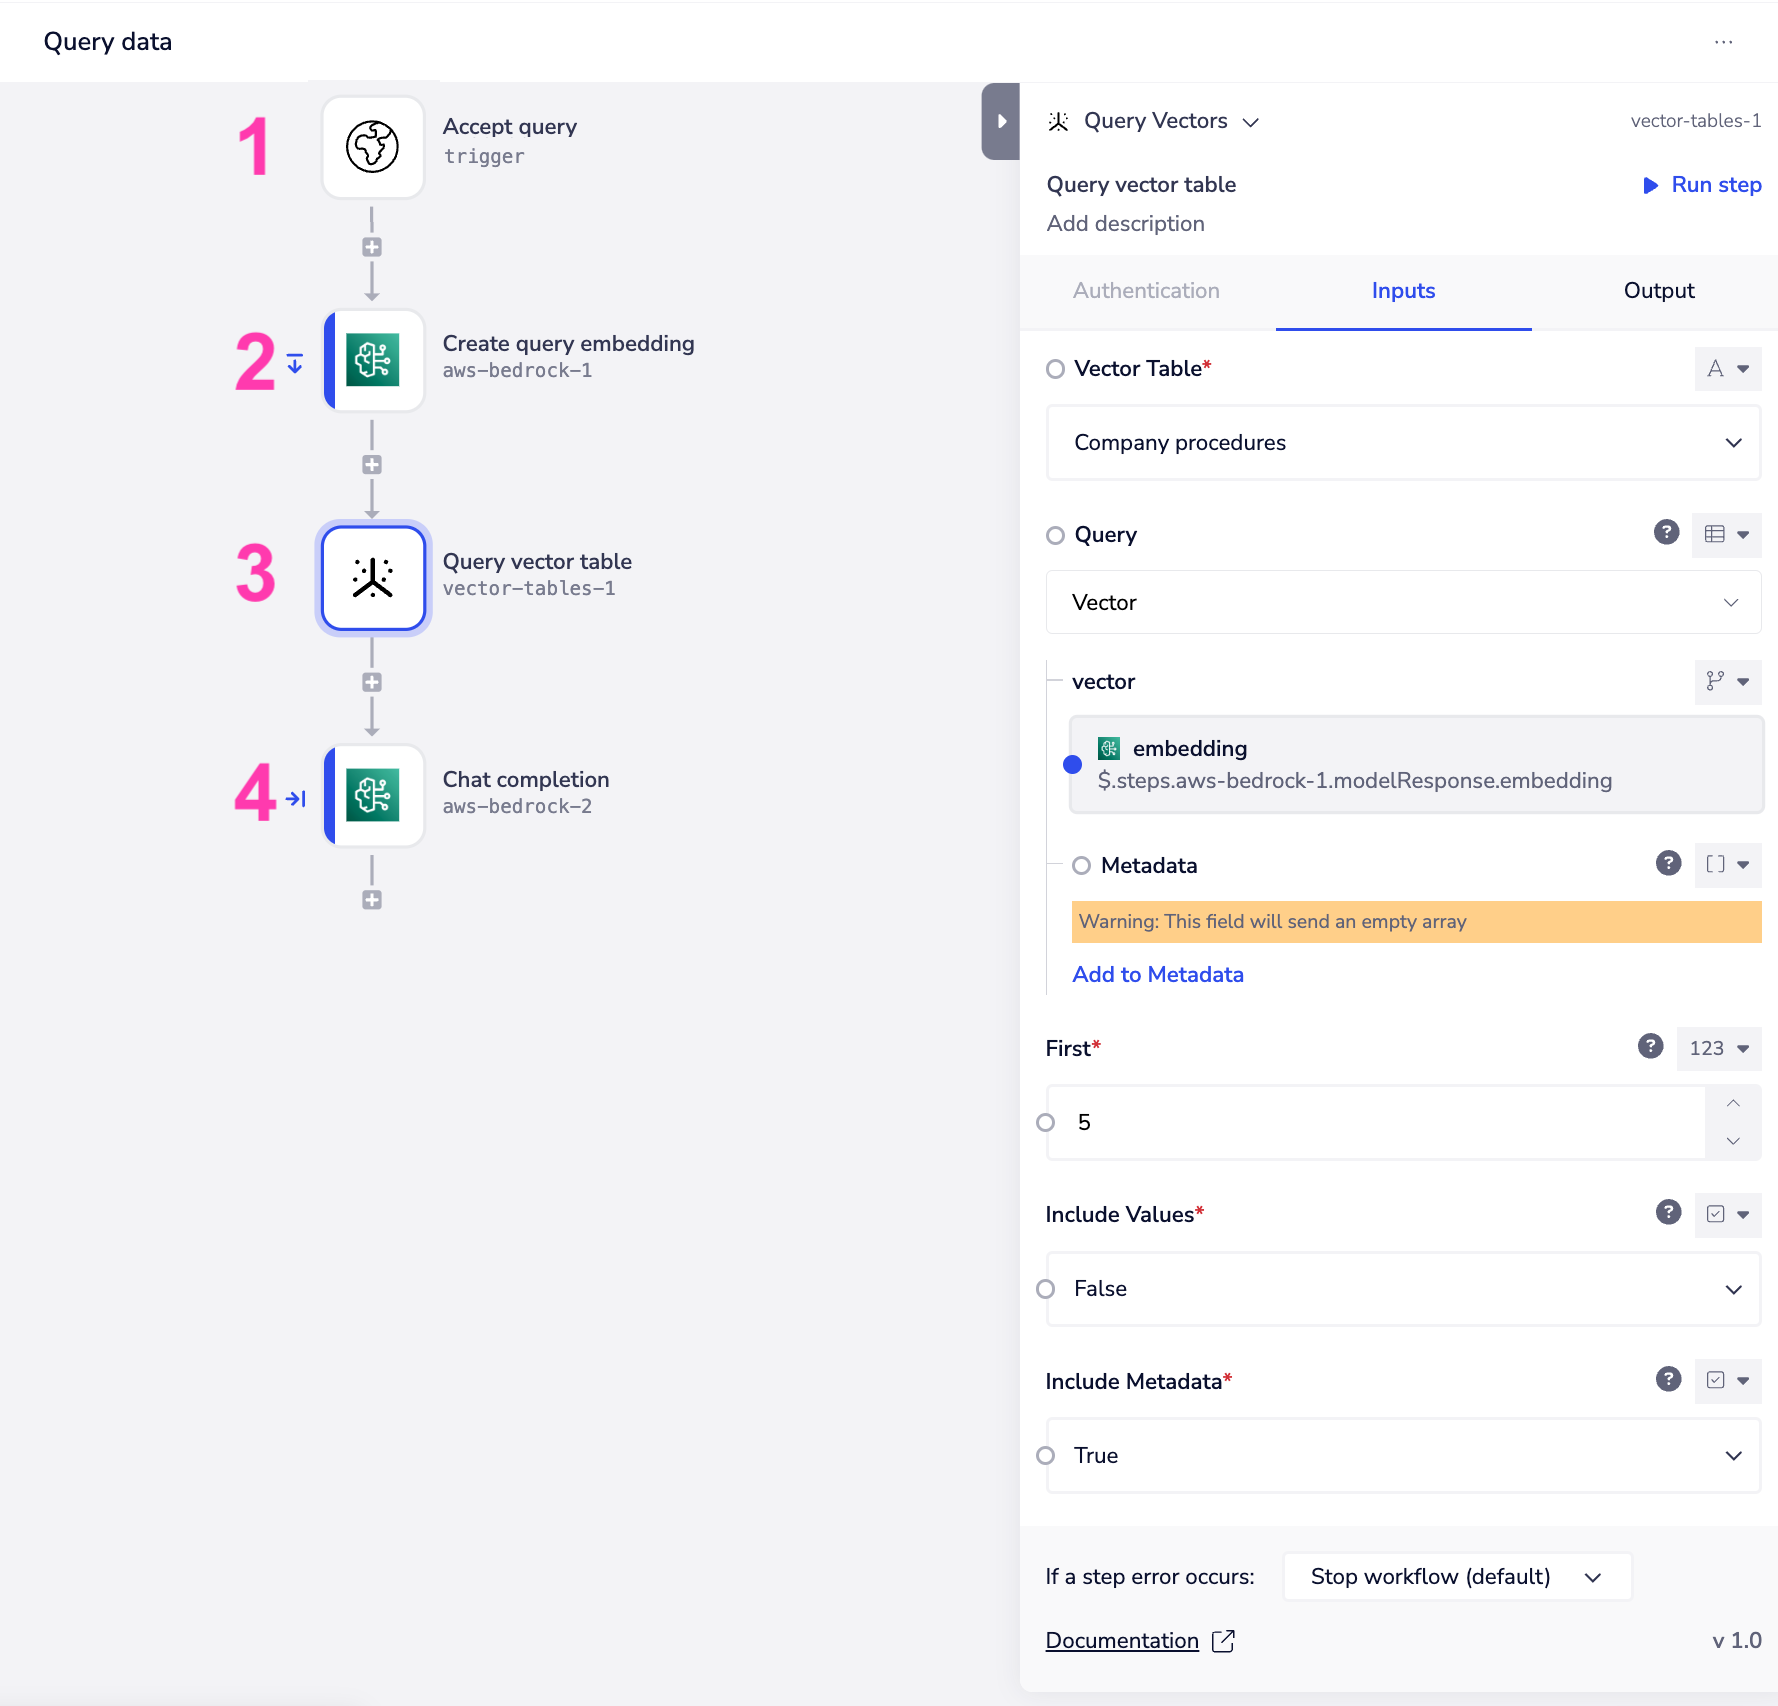 Query data
1
Accept query
trigger
2
Create query embedding
aws-bedrock-1
3
Query vector table
vector-tables-1
4
Chat completion
aws-bedrock-2
Query Vectors
vector-tables-1
Query vector table
Run step
Add description
Authentication
Inputs
Output
Vector Table*
A
Company procedures
Query
?
Vector
vector
embedding
$.steps.aws-bedrock-1.modelResponse.embedding
Metadata
?
[ ]
Warning: This field will send an empty array
Add to Metadata
First*
?
123
5
Include Values*
?
False
Include Metadata*
?
True
If a step error occurs:
Stop workflow (default)
Documentation
v 1.0